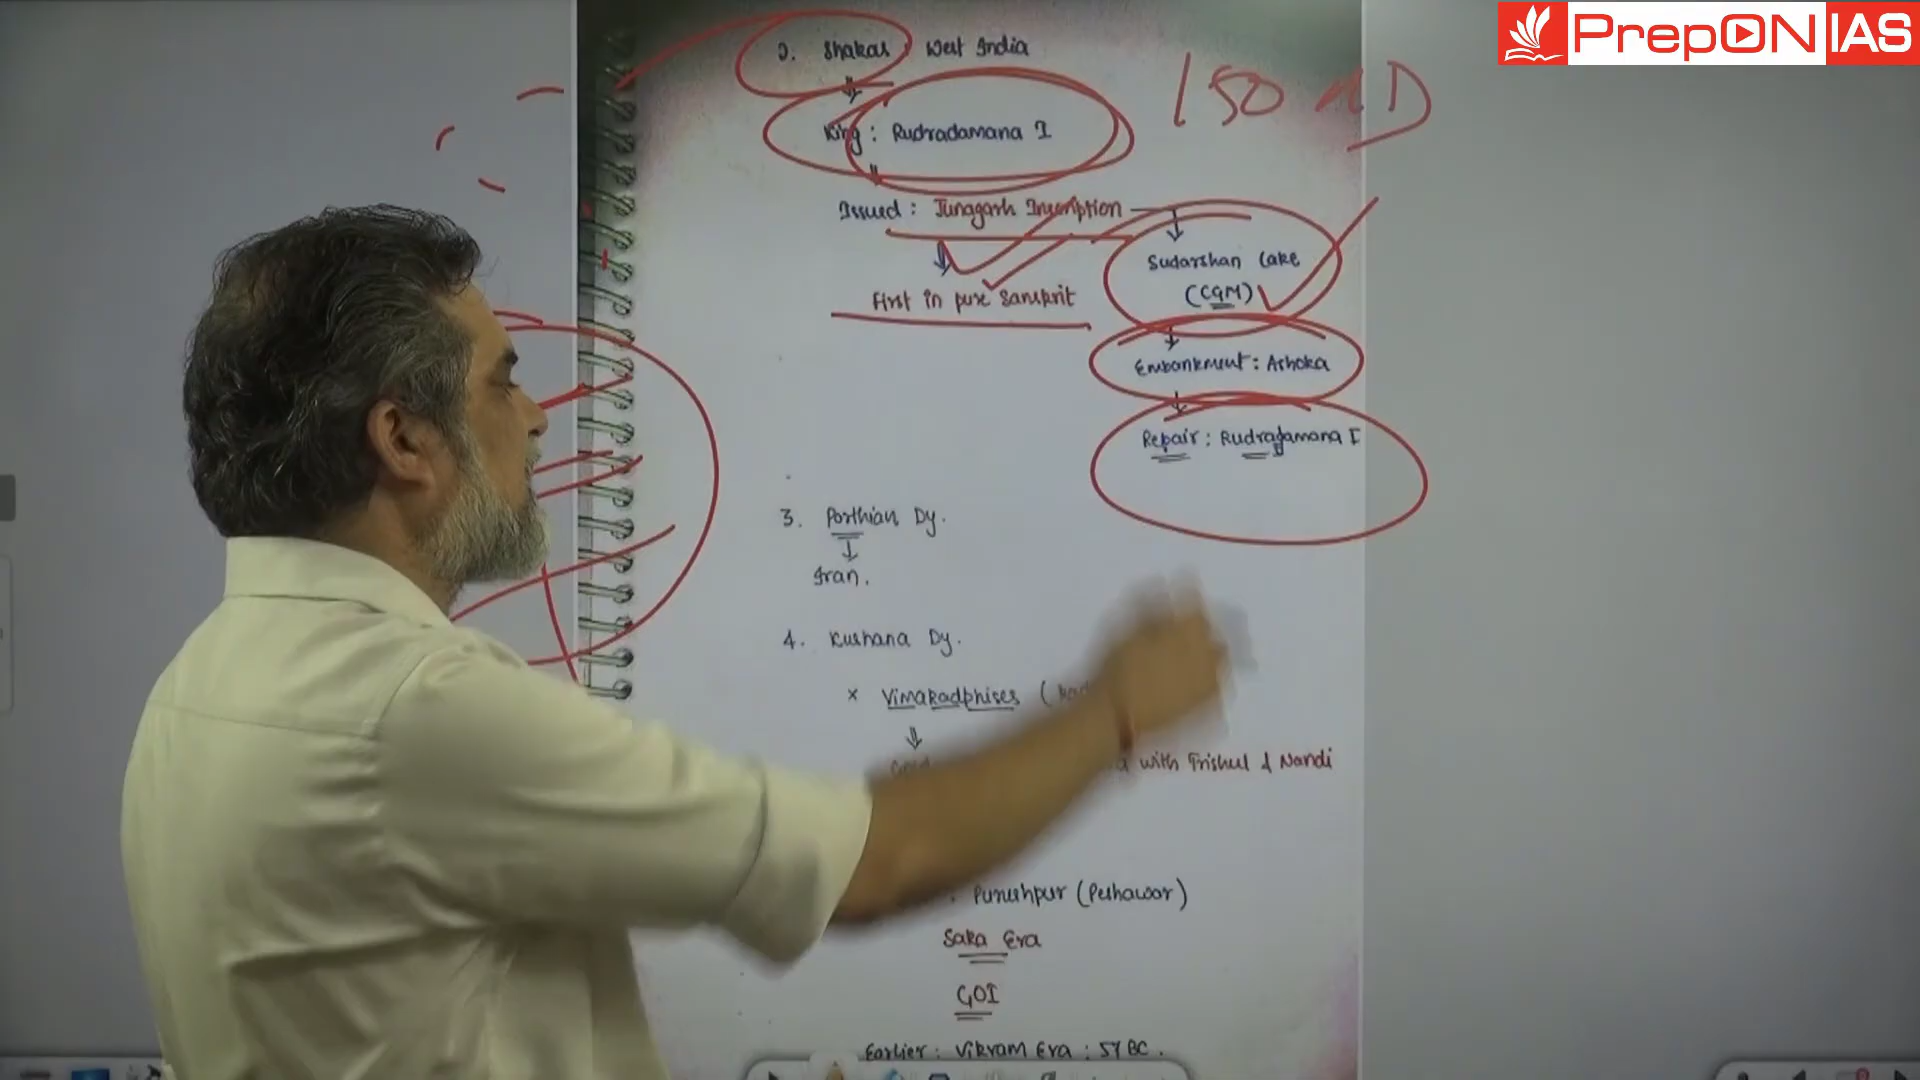 PrepON IAS
2. Shakas : West India
150 AD
King : Rudradamana I
Issued : Junagarh Inscription
Sudarshan Lake
(CGM)
First in pure Sanskrit
Embankment : Ashoka
Repair : Rudradamana I
3. Parthian Dy.
Iran.
4. Kushana Dy.
x Vimakadphises (
with Trishul & Nandi
: Purushpur (Peshawar)
Saka Era
GOI
Earlier : Vikram Era : 57 BC.